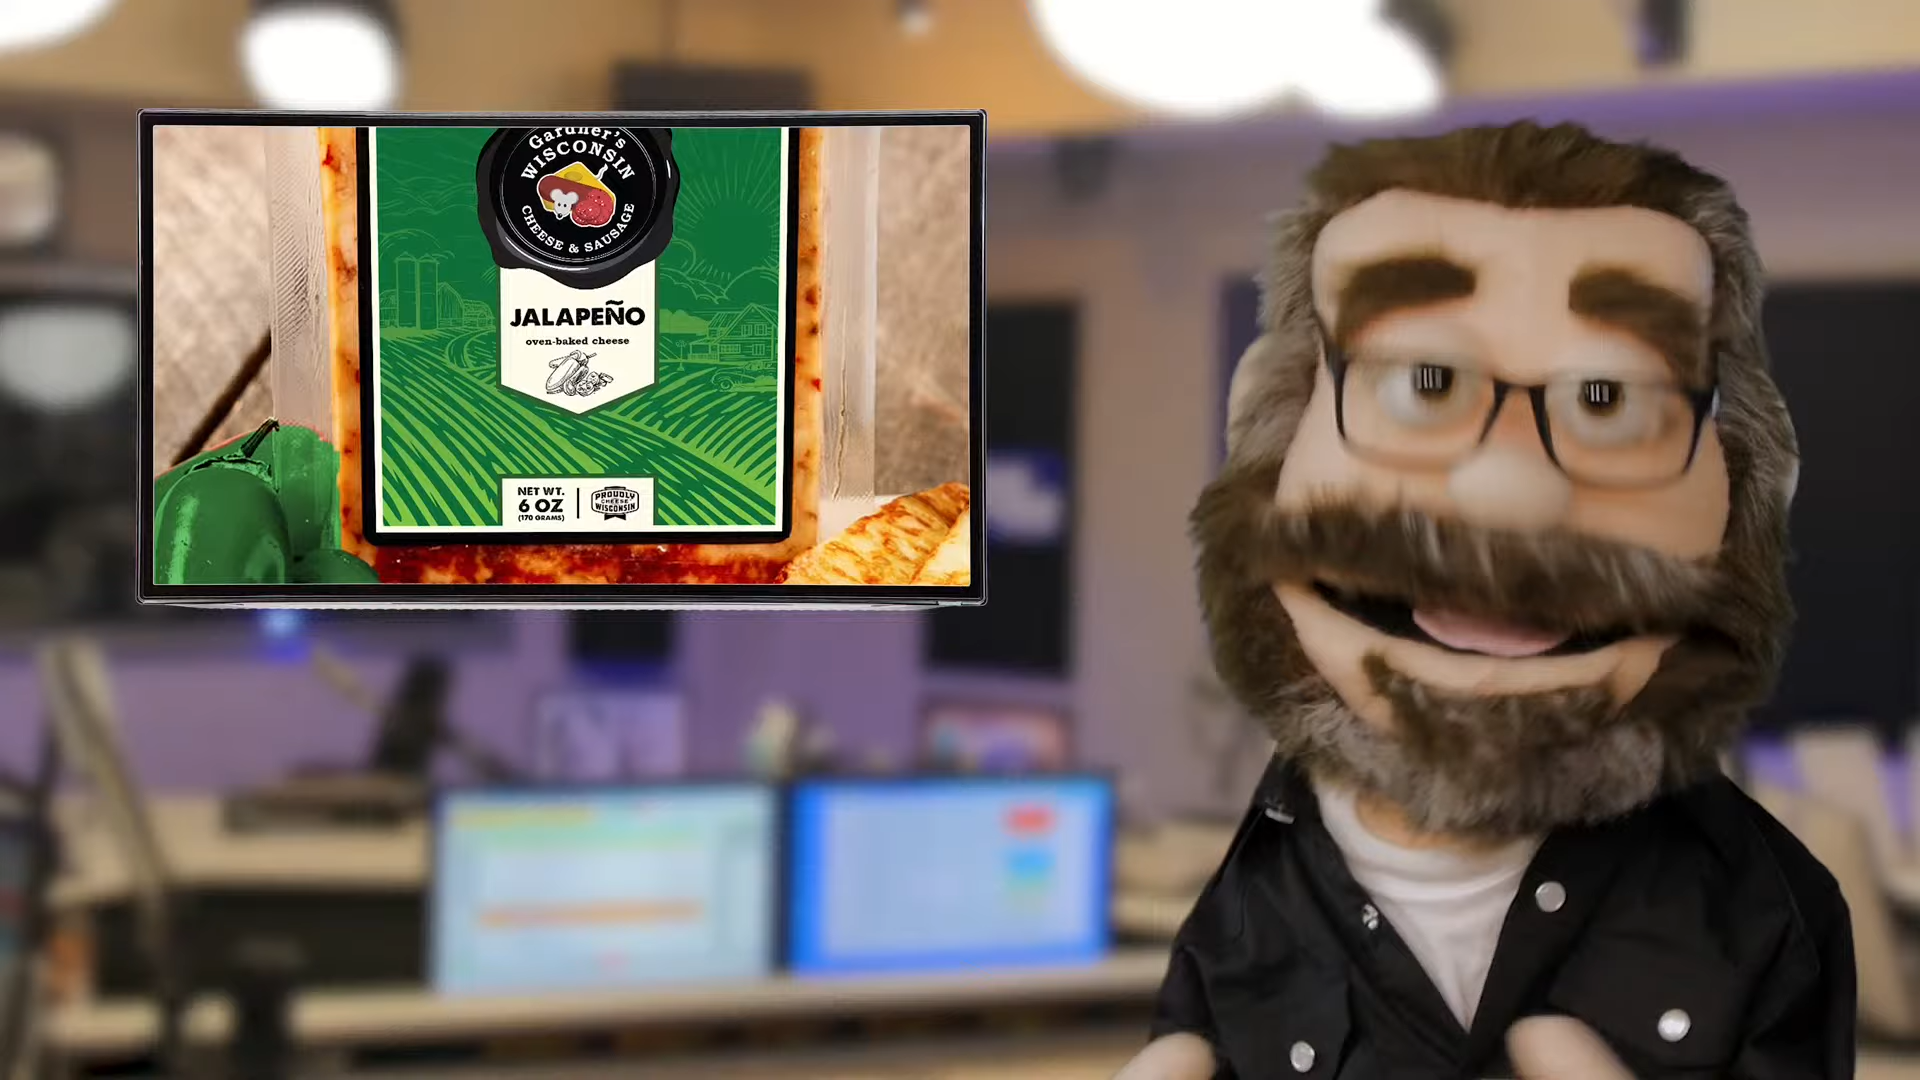 Gardner's
WISCONSIN
CHEESE & SAUSAGE
JALAPEÑO
oven-baked cheese
NET WT.
6 OZ
(170 GRAMS)
PROUDLY
CHEESE
WISCONSIN